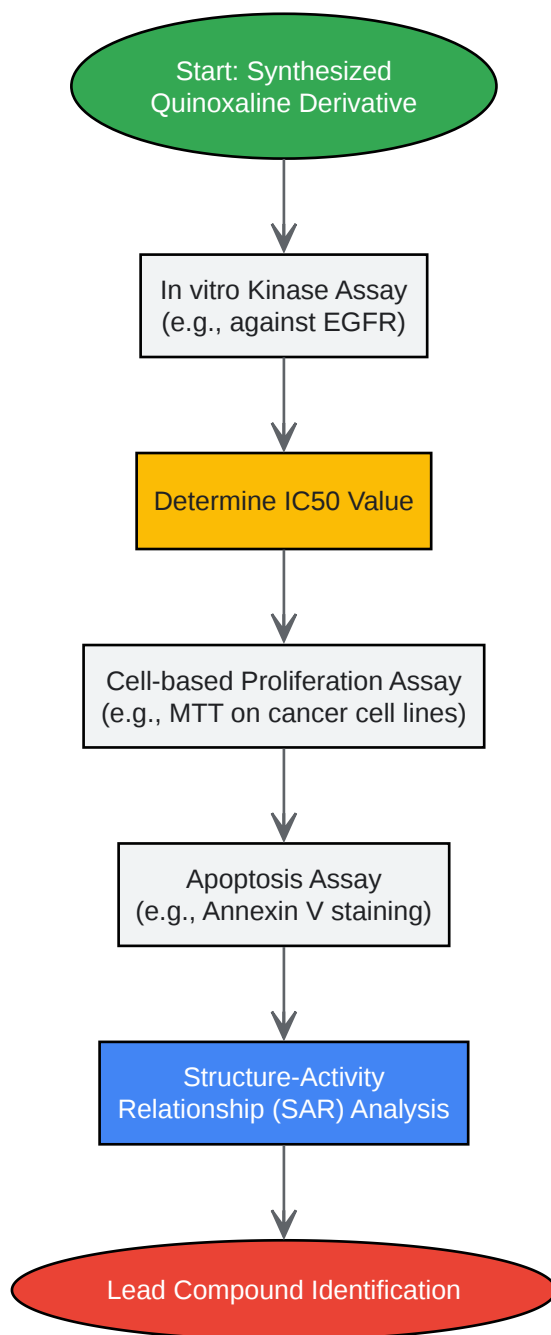 Start: Synthesized
Quinoxaline Derivative
In vitro Kinase Assay
(e.g., against EGFR)
Determine IC50 Value
Cell-based Proliferation Assay
(e.g., MTT on cancer cell lines)
Apoptosis Assay
(e.g., Annexin V staining)
Structure-Activity
Relationship (SAR) Analysis
Lead Compound Identification